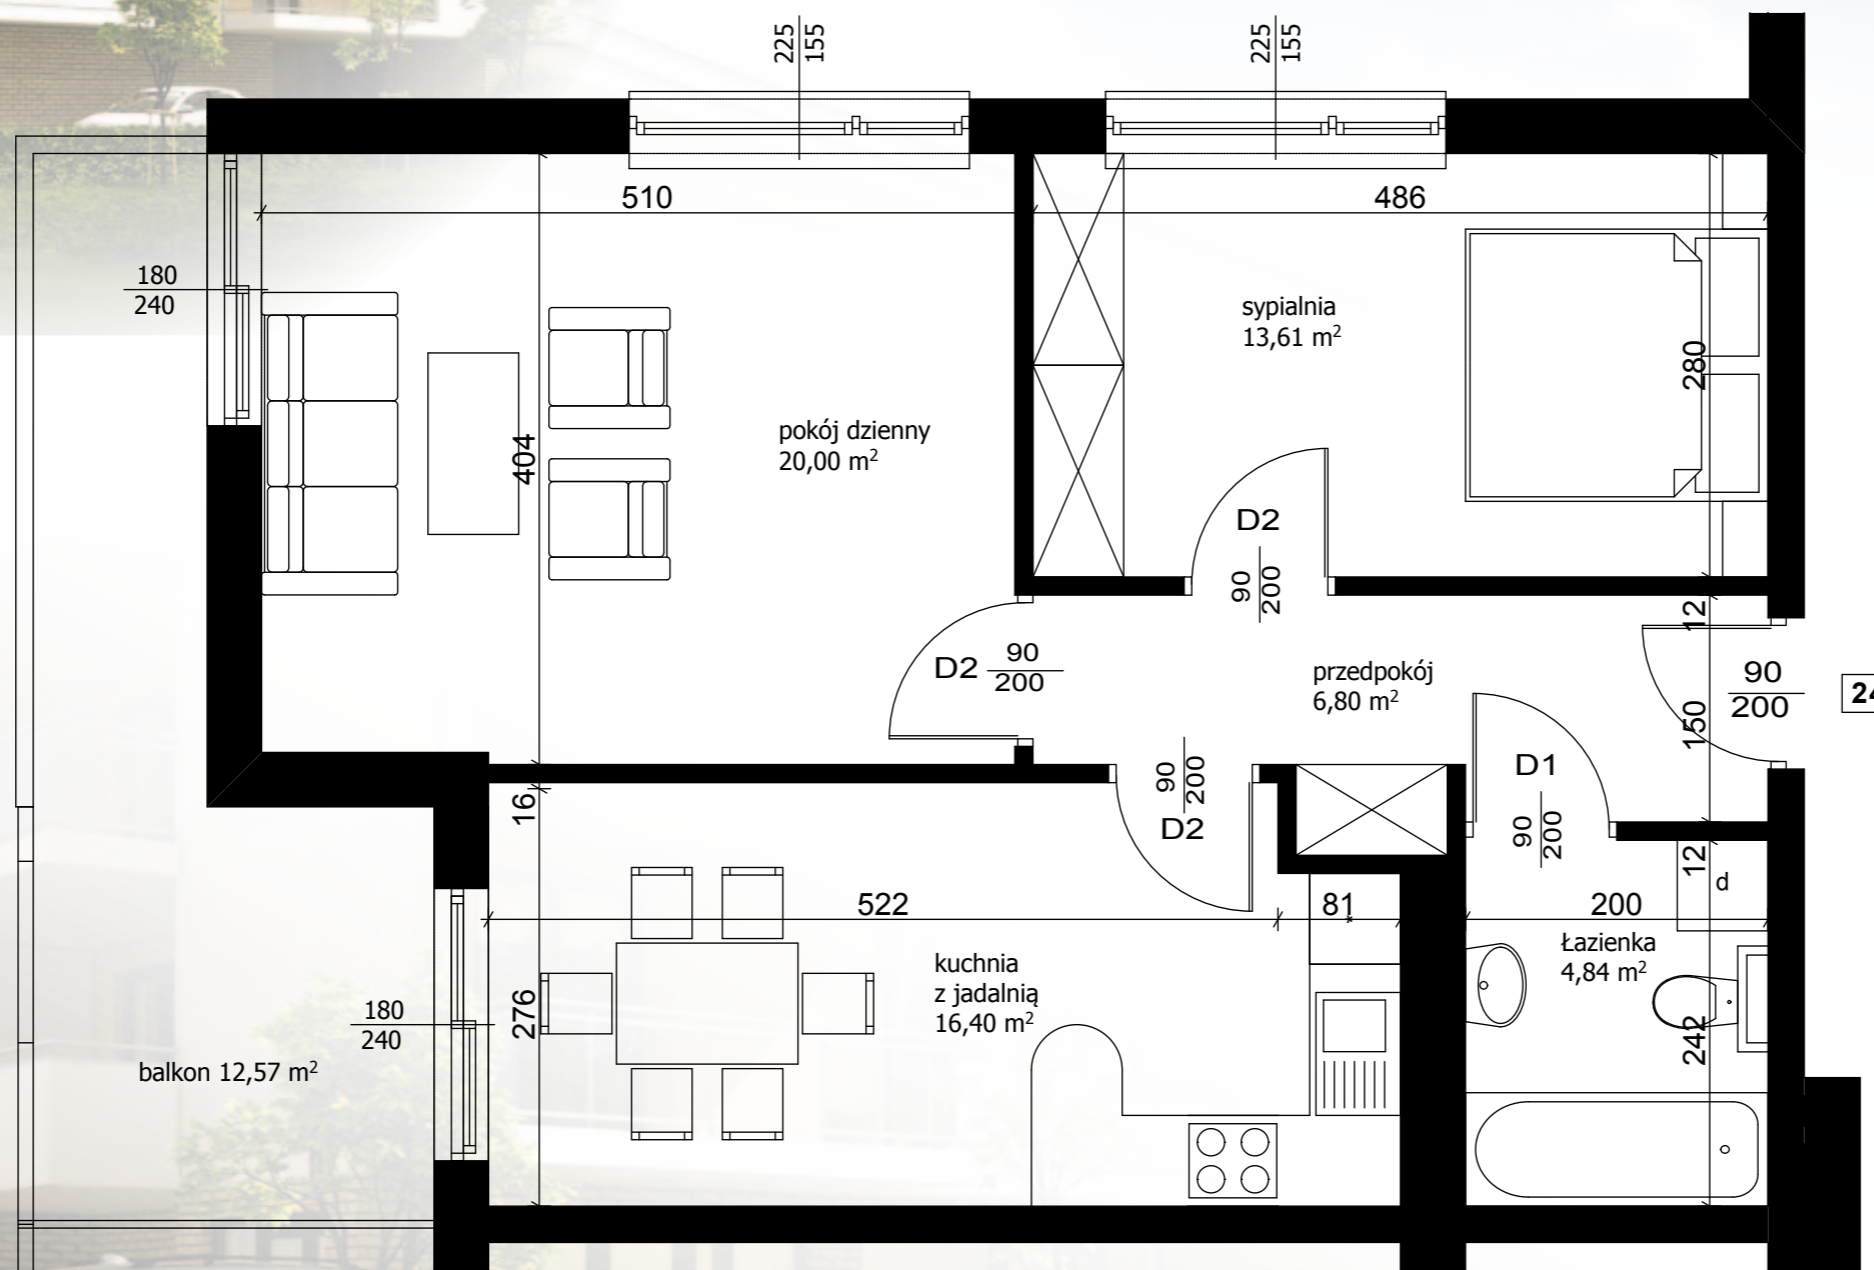 225
155
225
155
510
486
180
240
sypialnia
13,61 m²
280
404
pokój dzienny
20,00 m²
D2
90
200
D2
90
200
12
przedpokój
6,80 m²
90
200
150
90
200
D2
D1
90
200
16
522
81
200
12
d
kuchnia
z jadalnią
16,40 m²
Łazienka
4,84 m²
276
242
180
240
balkon 12,57 m²